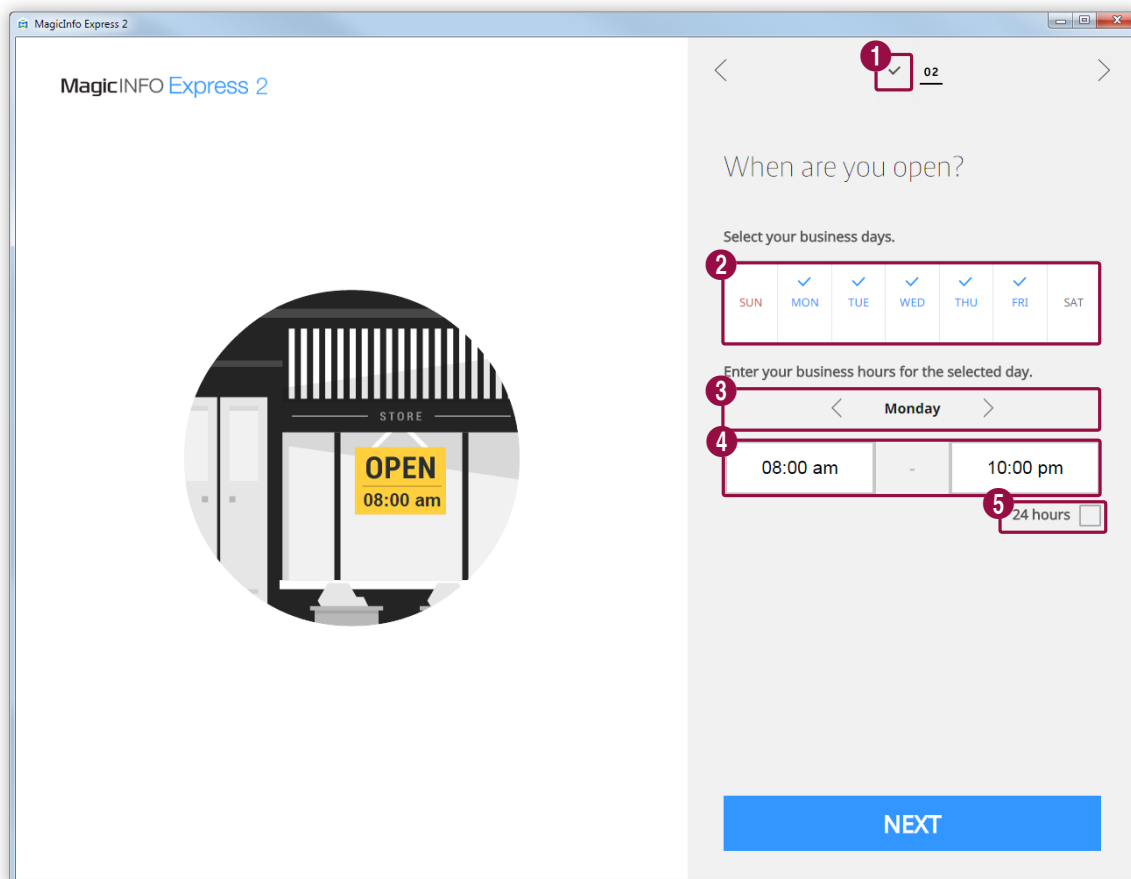 MagicInfo Express 2
MagicINFO Express 2
1
02
When are you open?
Select your business days.
2
SUN MON TUE WED THU FRI SAT
Enter your business hours for the selected day.
3
Monday
4
08:00 am - 10:00 pm
5
24 hours
STORE
OPEN
08:00 am
NEXT